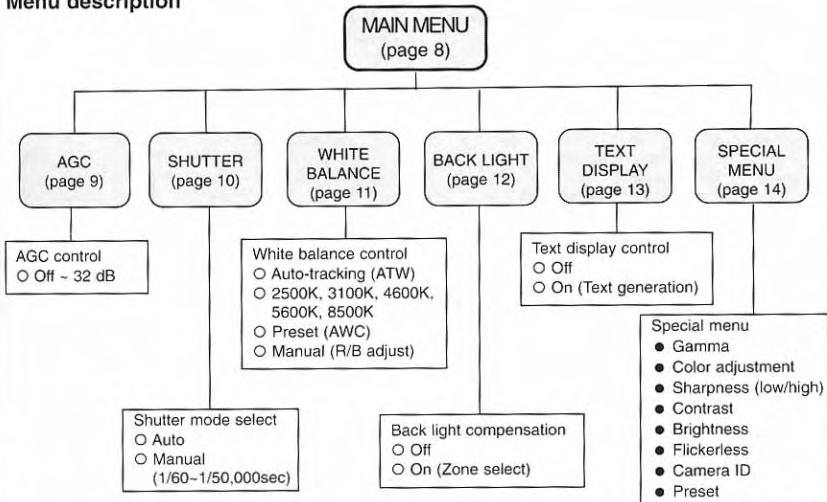 Menu description
MAIN MENU
(page 8)
AGC
(page 9)
SHUTTER
(page 10)
WHITE
BALANCE
(page 11)
BACK LIGHT
(page 12)
TEXT
DISPLAY
(page 13)
SPECIAL
MENU
(page 14)
AGC control
○ Off ~ 32 dB
White balance control
○ Auto-tracking (ATW)
○ 2500K, 3100K, 4600K,
5600K, 8500K
○ Preset (AWC)
○ Manual (R/B adjust)
Text display control
○ Off
○ On (Text generation)
Shutter mode select
○ Auto
○ Manual
(1/60~1/50,000sec)
Back light compensation
○ Off
○ On (Zone select)
Special menu
● Gamma
● Color adjustment
● Sharpness (low/high)
● Contrast
● Brightness
● Flickerless
● Camera ID
● Preset